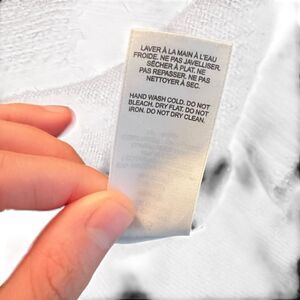 LAVER À LA MAIN À L'EAU
FROIDE. NE PAS JAVELLISER.
SÉCHER À PLAT. NE
PAS REPASSER. NE PAS
NETTOYER À SEC.
HAND WASH COLD. DO NOT
BLEACH. DRY FLAT. DO NOT
IRON. DO NOT DRY CLEAN.